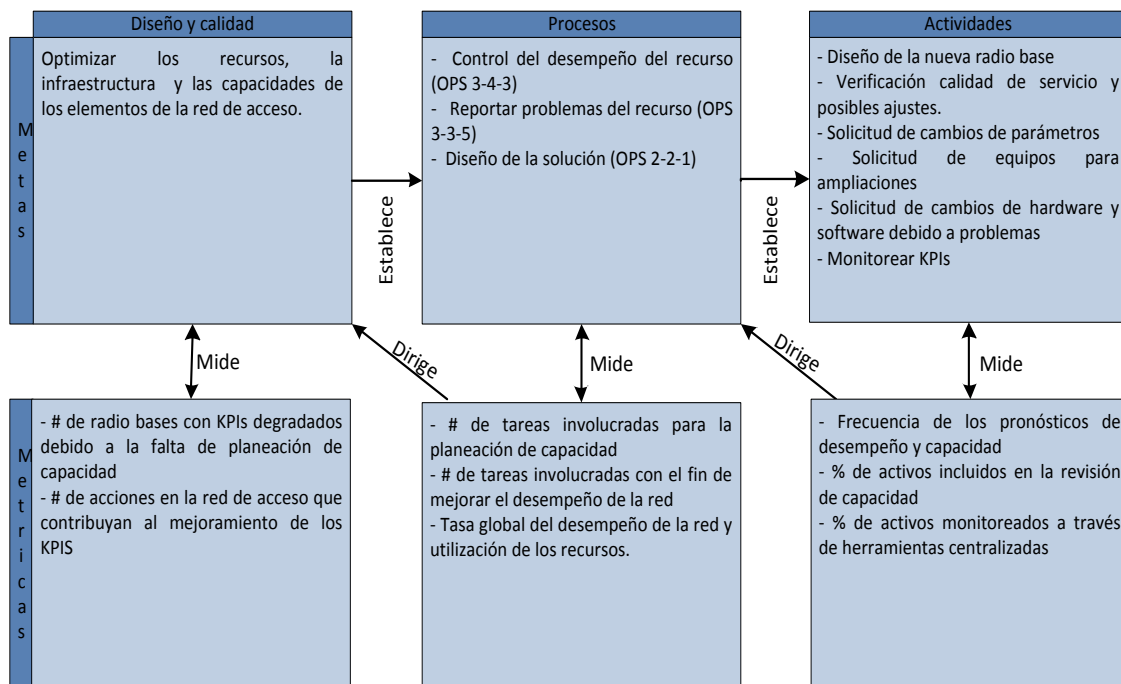 Diseño y calidad
Procesos
Actividades
Metas
Optimizar los recursos, la
infraestructura y las capacidades de
los elementos de la red de acceso.
- Control del desempeño del recurso
(OPS 3-4-3)
- Reportar problemas del recurso (OPS
3-3-5)
- Diseño de la solución (OPS 2-2-1)
- Diseño de la nueva radio base
- Verificación calidad de servicio y
posibles ajustes.
- Solicitud de cambios de parámetros
- Solicitud de equipos para
ampliaciones
- Solicitud de cambios de hardware y
software debido a problemas
- Monitorear KPIs
Establece
Establece
Mide
Dirige
Mide
Dirige
Mide
Metricas
- # de radio bases con KPIs degradados
debido a la falta de planeación de
capacidad
- # de acciones en la red de acceso que
contribuyan al mejoramiento de los
KPIS
- # de tareas involucradas para la
planeación de capacidad
- # de tareas involucradas con el fin de
mejorar el desempeño de la red
- Tasa global del desempeño de la red y
utilización de los recursos.
- Frecuencia de los pronósticos de
desempeño y capacidad
- % de activos incluidos en la revisión
de capacidad
- % de activos monitoreados a través
de herramientas centralizadas